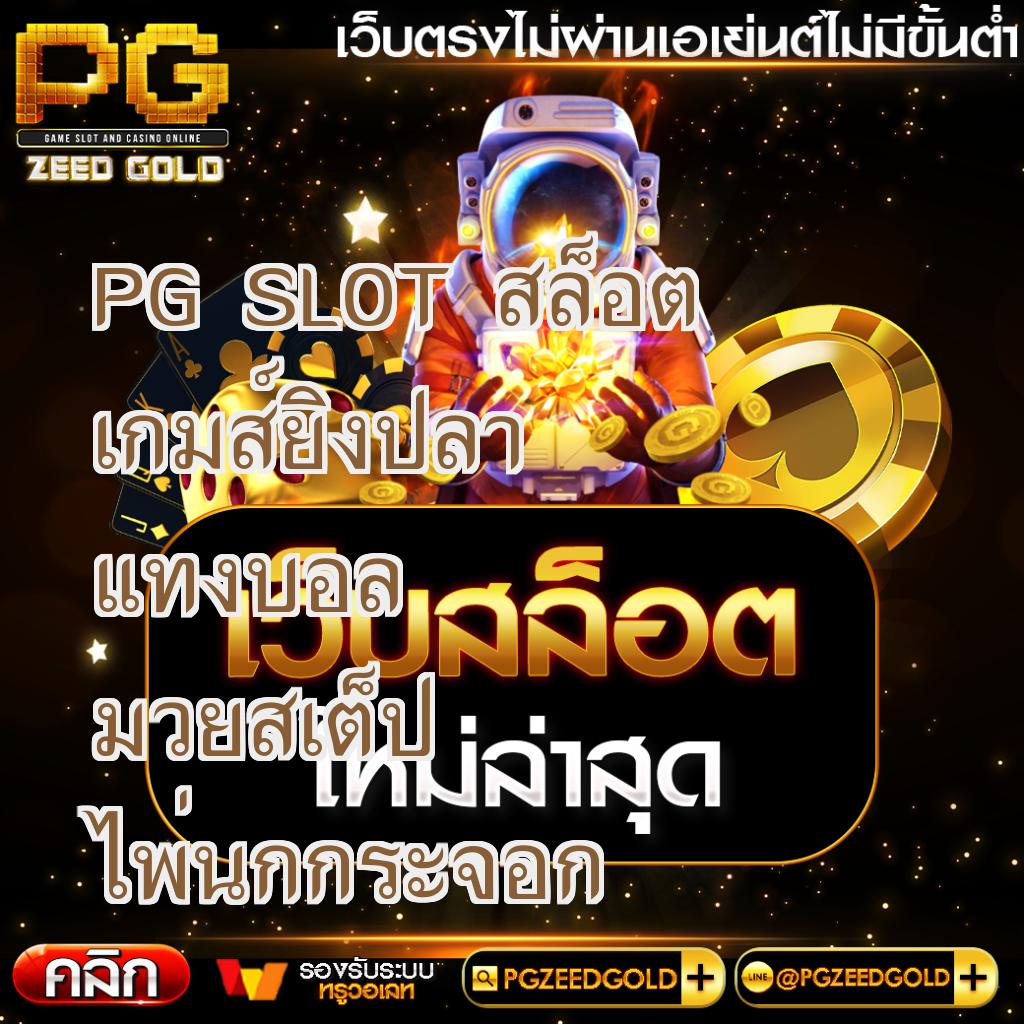 เว็บตรงไม่ผ่านเอเย่นต์ไม่มีขั้นต่ำ
PG
GAME SLOT AND CASINO ONLINE
ZEED GOLD
PG SLOT สล็อต
เกมส์ยิงปลา
แทงบอล
เว็บสล็อต
มวยสเต็ป
ใหม่ล่าสุด
ไพ่นกกระจอก
คลิก
รองรับระบบ
ทรูวอเลท
PGZEEDGOLD +
LINE @PGZEEDGOLD +